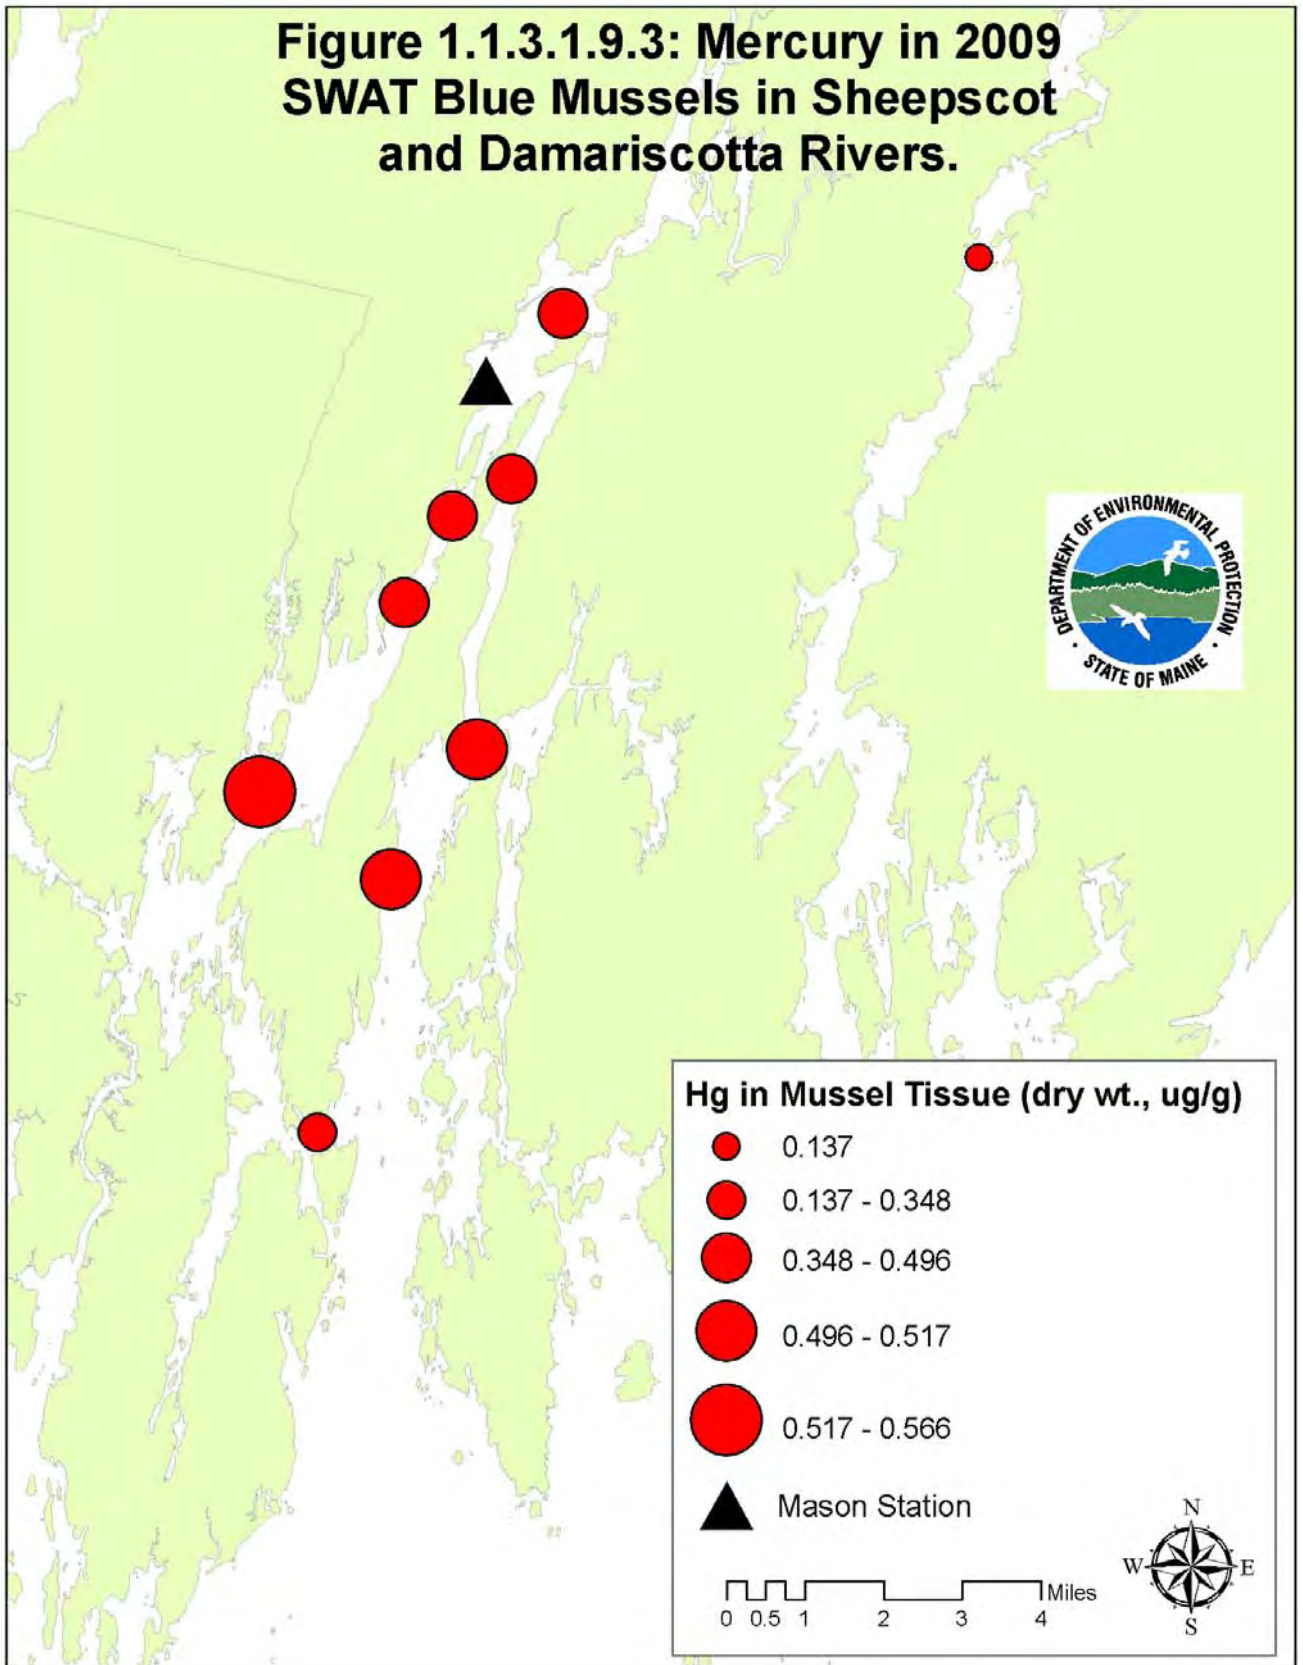 Figure 1.1.3.1.9.3: Mercury in 2009
SWAT Blue Mussels in Sheepscot
and Damariscotta Rivers.
DEPARTMENT OF ENVIRONMENTAL PROTECTION
• STATE OF MAINE •
Hg in Mussel Tissue (dry wt., ug/g)
0.137
0.137 - 0.348
0.348 - 0.496
0.496 - 0.517
0.517 - 0.566
Mason Station
N
W E
S
Miles
0 0.5 1 2 3 4